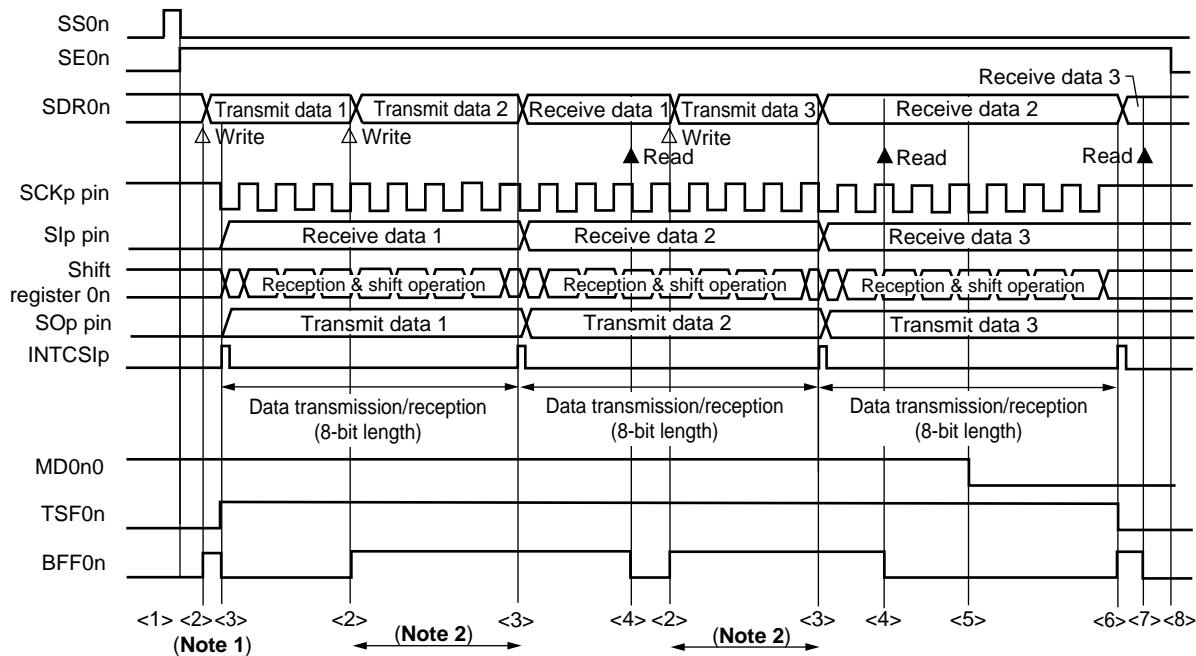 SS0n
SE0n
Receive data 3
SDR0n
Transmit data 1 Transmit data 2 Receive data 1 Transmit data 3 Receive data 2
Write Write Write
Read Read Read
SCKp pin
SIp pin
Receive data 1 Receive data 2 Receive data 3
Shift
register 0n
Reception & shift operation Reception & shift operation Reception & shift operation
SOp pin
Transmit data 1 Transmit data 2 Transmit data 3
INTCSIp
Data transmission/reception
(8-bit length)
Data transmission/reception
(8-bit length)
Data transmission/reception
(8-bit length)
MD0n0
TSF0n
BFF0n
<1> <2> <3> <2> <3> <4> <2> <3> <4> <5> <6> <7> <8>
(Note 1) (Note 2) (Note 2)